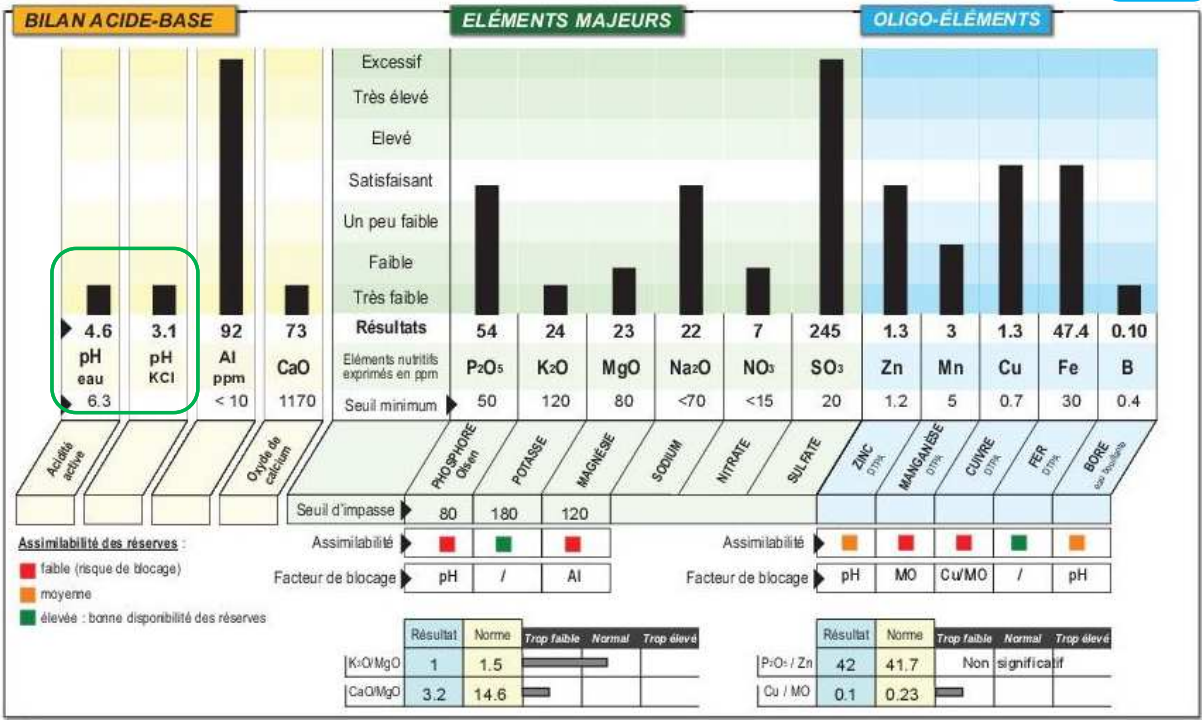 BILAN ACIDE-BASE
ELÉMENTS MAJEURS
OLIGO-ÉLÉMENTS
Excessif
Très élevé
Elevé
Satisfaisant
Un peu faible
Faible
Très faible
4.6 3.1 92 73 Résultats 54 24 23 22 7 245 1.3 3 1.3 47.4 0.10
pH eau pH KCl Al ppm CaO Eléments nutritifs exprimés en ppm P2O5 K2O MgO Na2O NO3 SO3 Zn Mn Cu Fe B
6.3 < 10 1170 Seuil minimum 50 120 80 <70 <15 20 1.2 5 0.7 30 0.4
Acidité active
Oxyde de calcium
PHOSPHORE Olsen
POTASSE
MAGNÉSIE
SODIUM
NITRATE
SULFATE
ZINC DTPA
MANGANÈSE DTPA
CUIVRE DTPA
FER DTPA
BORE eau bouillante
Seuil d'impasse 80 180 120
Assimilabilité des réserves :
faible (risque de blocage)
moyenne
élevée : bonne disponibilité des réserves
Assimilabilité
Facteur de blocage pH / Al
Assimilabilité
Facteur de blocage pH MO Cu/MO / pH
Résultat Norme Trop faible Normal Trop élevé
K2O/MgO 1 1.5
CaO/MgO 3.2 14.6
Résultat Norme Trop faible Normal Trop élevé
P2O5 / Zn 42 41.7 Non significatif
Cu / MO 0.1 0.23